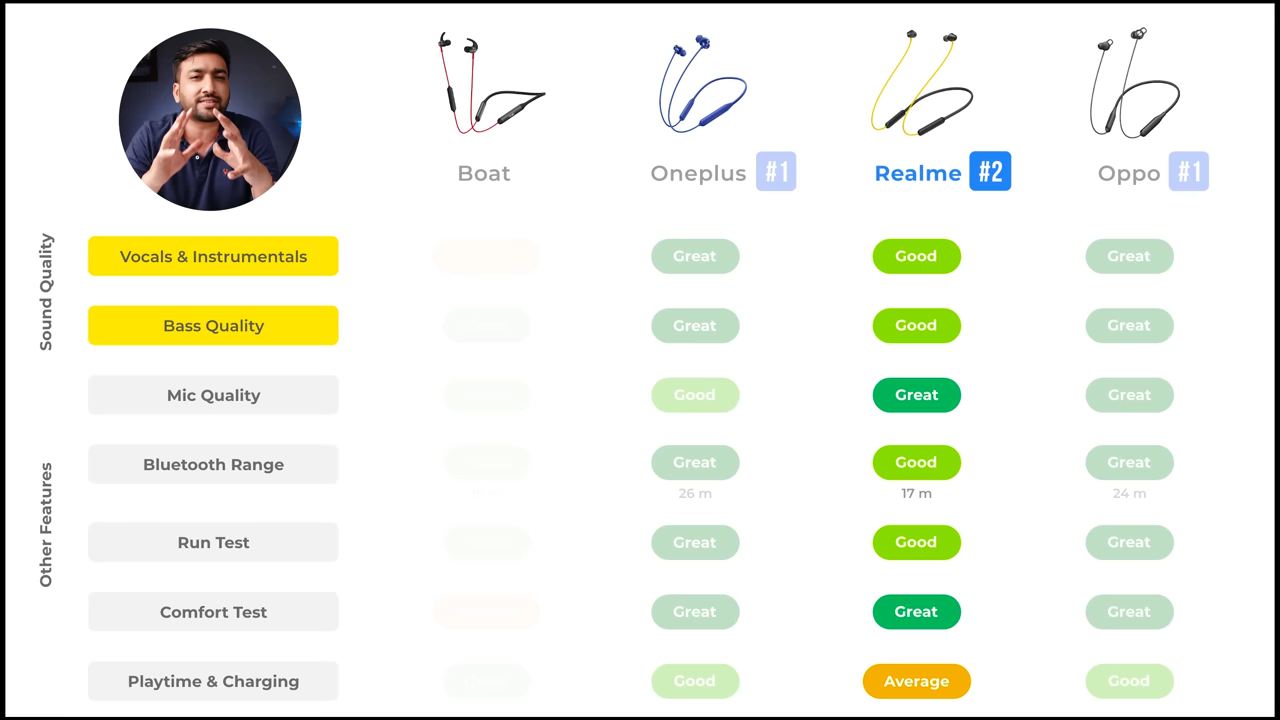 Boat Oneplus #1 Realme #2 Oppo #1
Sound Quality
Vocals & Instrumentals Great Good Great
Bass Quality Great Good Great
Mic Quality Good Great Great
Other Features
Bluetooth Range Great Good Great
26 m 17 m 24 m
Run Test Great Good Great
Comfort Test Great Great Great
Playtime & Charging Good Average Good